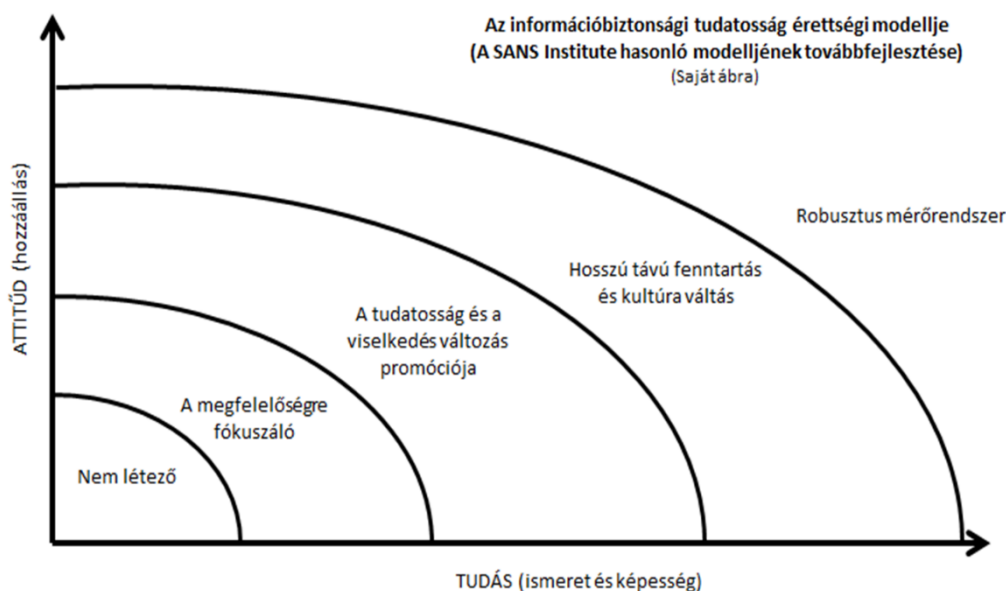 Az információbiztonsági tudatosság érettségi modellje
(A SANS Institute hasonló modelljének továbbfejlesztése)
(Saját ábra)
ATTITŰD (hozzáállás)
Robusztus mérőrendszer
Hosszú távú fenntartás
és kultúra váltás
A tudatosság és a
viselkedés változás
promóciója
A megfelelőségre
fókuszáló
Nem létező
TUDÁS (ismeret és képesség)